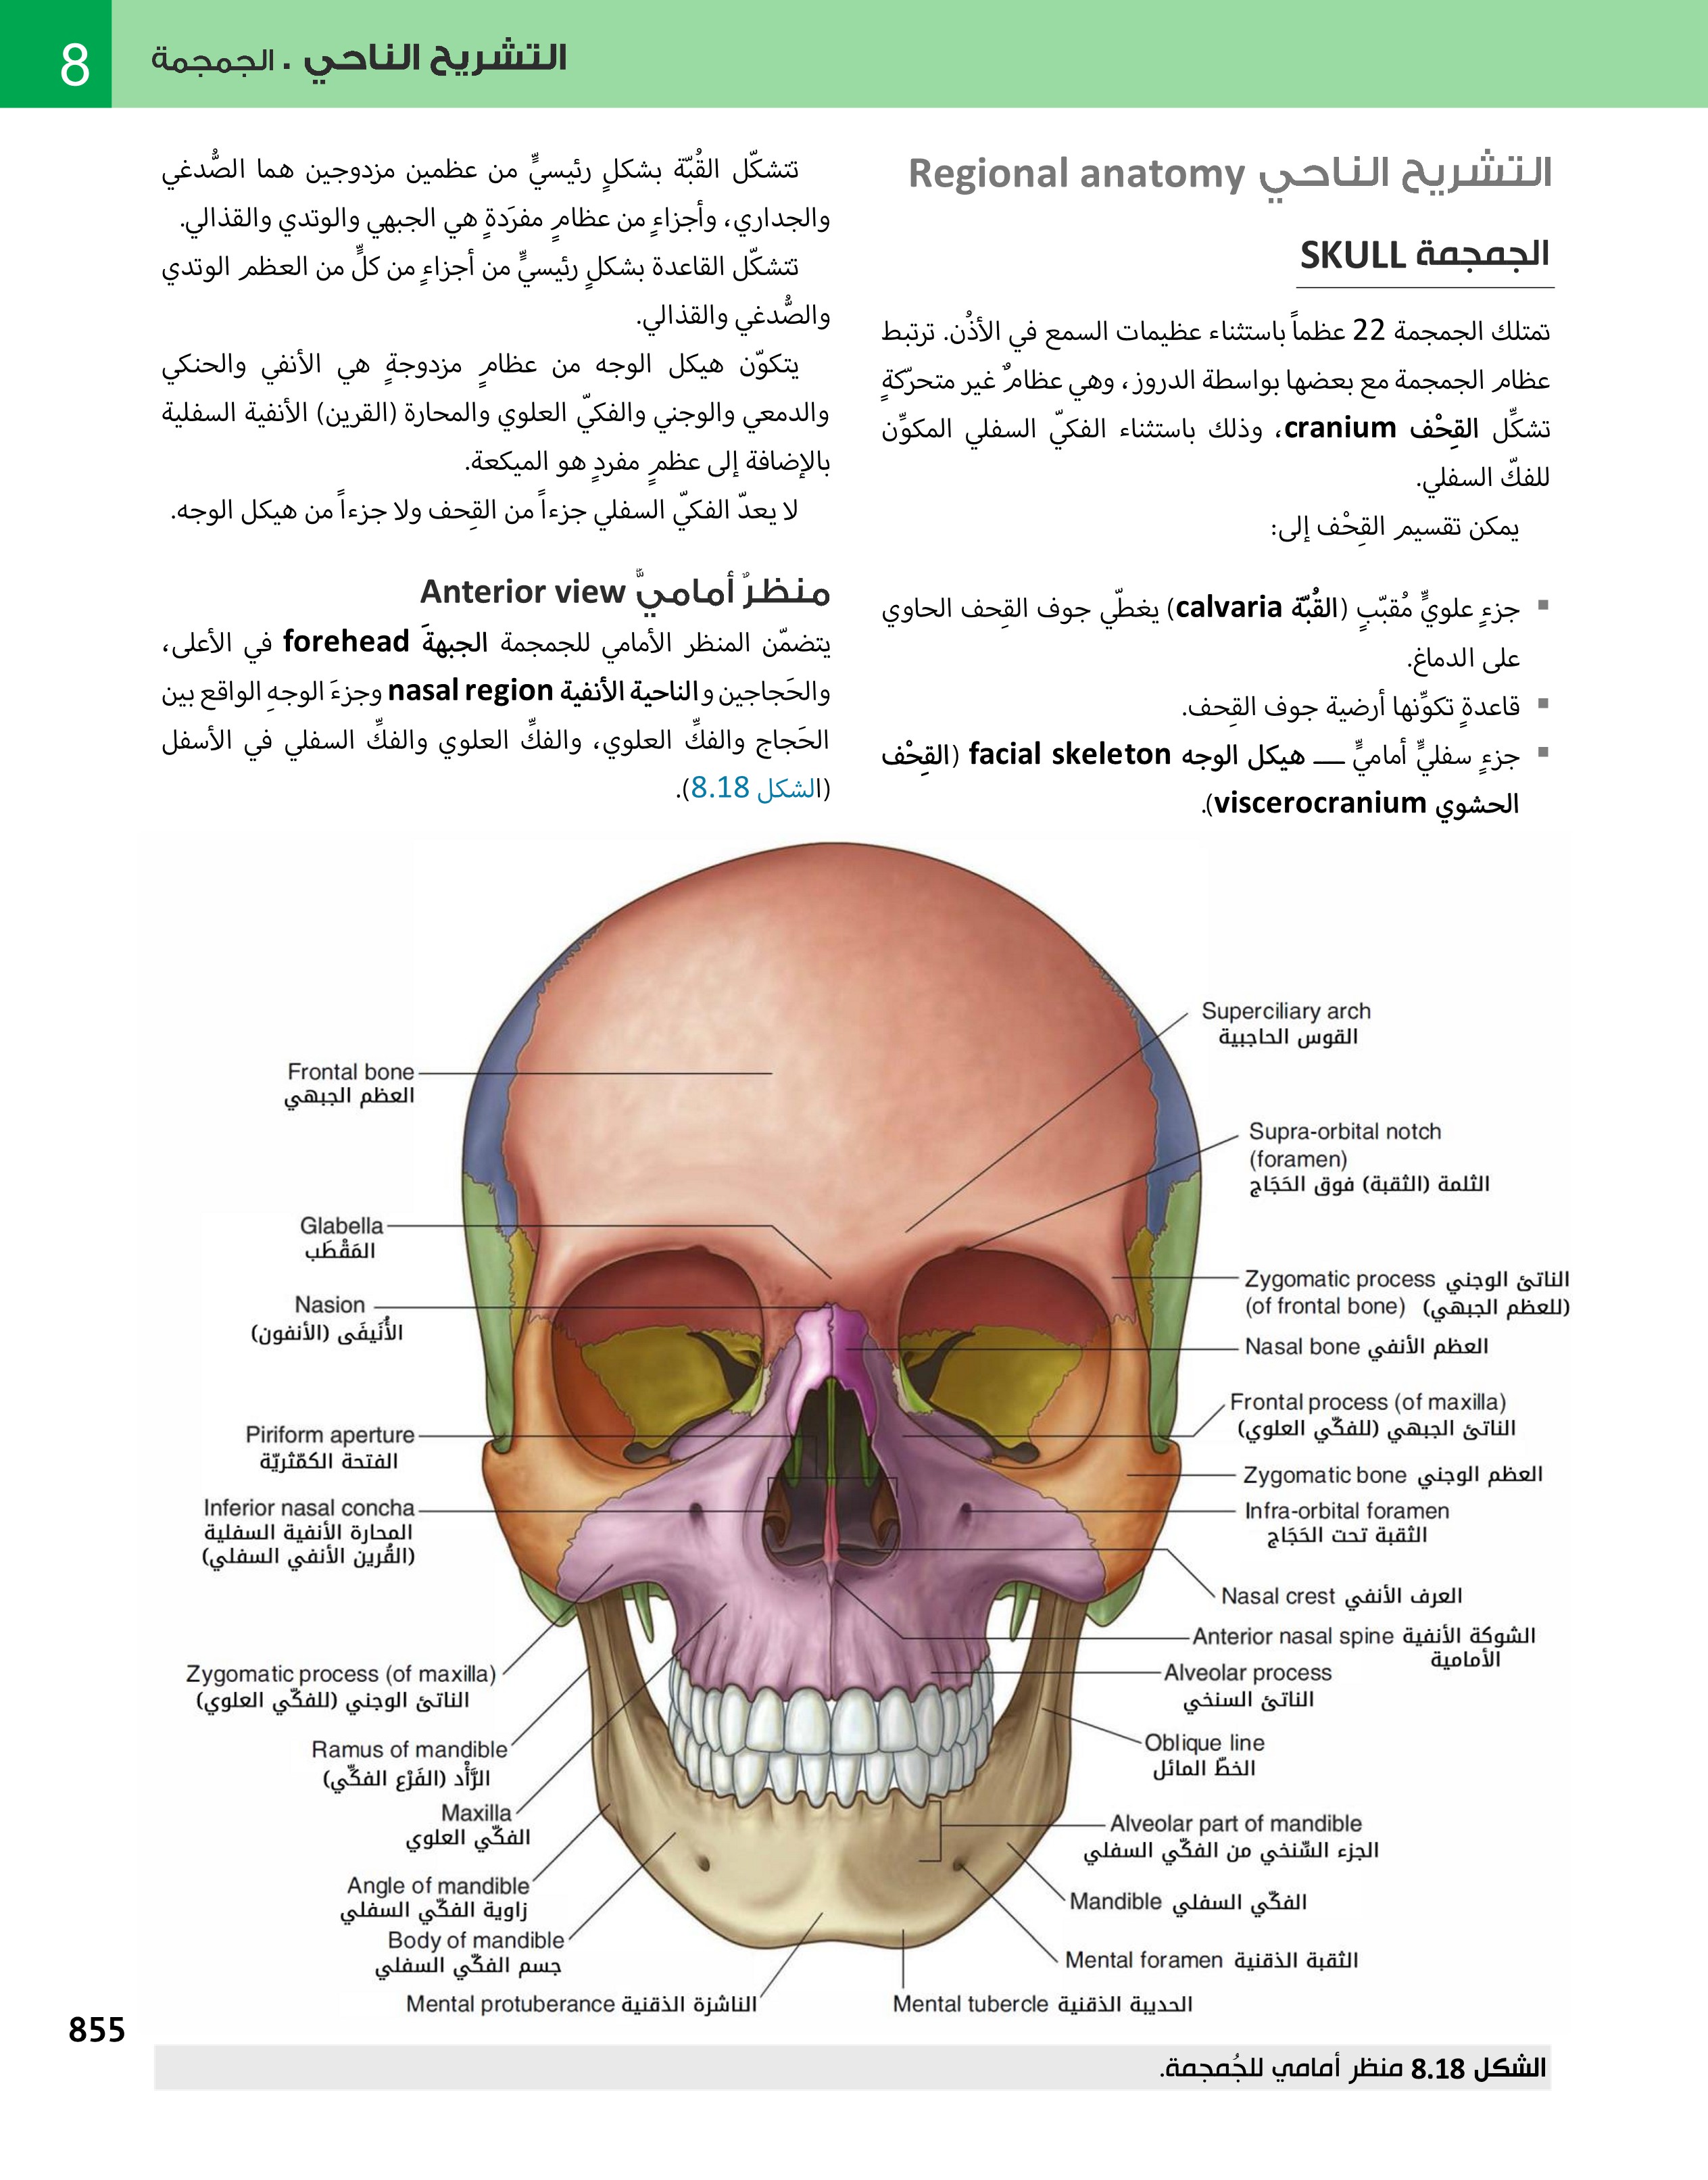 8
التشريح الناحي . الجمجمة
التشريح الناحي Regional anatomy
الجمجمة SKULL
تمتلك الجمجمة 22 عظماً باستثناء عظيمات السمع في الأذُن. ترتبط
عظام الجمجمة مع بعضها بواسطة الدروز، وهي عظامٌ غير متحرّكةٍ
تشكِّل القِحْف cranium، وذلك باستثناء الفكيّ السفلي المكوِّن
للفكّ السفلي.
يمكن تقسيم القِحْف إلى:
▪ جزءٍ علويٍّ مُقبّبٍ (القُبّة calvaria) يغطّي جوف القِحف الحاوي
على الدماغ.
▪ قاعدةٍ تكوِّنها أرضية جوف القِحف.
▪ جزءٍ سفليٍّ أماميٍّ ــــ هيكل الوجه facial skeleton (القِحْف
الحشوي viscerocranium).
تتشكّل القُبّة بشكلٍ رئيسيٍّ من عظمين مزدوجين هما الصُّدغي
والجداري، وأجزاءٍ من عظامٍ مفرَدةٍ هي الجبهي والوتدي والقذالي.
تتشكّل القاعدة بشكلٍ رئيسيٍّ من أجزاءٍ من كلٍّ من العظم الوتدي
والصُّدغي والقذالي.
يتكوّن هيكل الوجه من عظامٍ مزدوجةٍ هي الأنفي والحنكي
والدمعي والوجني والفكيّ العلوي والمحارة (القرين) الأنفية السفلية
بالإضافة إلى عظمٍ مفردٍ هو الميكعة.
لا يعدّ الفكيّ السفلي جزءاً من القِحف ولا جزءاً من هيكل الوجه.
منظرٌ أماميٌّ Anterior view
يتضمّن المنظر الأمامي للجمجمة الجبهةَ forehead في الأعلى،
والحَجاجين والناحية الأنفية nasal region وجزءَ الوجهِ الواقع بين
الحَجاج والفكِّ العلوي، والفكِّ العلوي والفكِّ السفلي في الأسفل
(الشكل 8.18).
Frontal bone
العظم الجبهي
Glabella
المَقْطَب
Nasion
الأُنَيفَى (الأنفون)
Piriform aperture
الفتحة الكمّثريّة
Inferior nasal concha
المحارة الأنفية السفلية
(القُرين الأنفي السفلي)
Zygomatic process (of maxilla)
الناتئ الوجني (للفكّي العلوي)
Ramus of mandible
الرَّأْد (الفَرْع الفكّي)
Maxilla
الفكّي العلوي
Angle of mandible
زاوية الفكّي السفلي
Body of mandible
جسم الفكّي السفلي
Mental protuberance الناشزة الذقنية
Superciliary arch
القوس الحاجبية
Supra-orbital notch
(foramen)
الثلمة (الثقبة) فوق الحَجَاج
Zygomatic process الناتئ الوجني
(of frontal bone) (للعظم الجبهي)
Nasal bone العظم الأنفي
Frontal process (of maxilla)
الناتئ الجبهي (للفكّي العلوي)
Zygomatic bone العظم الوجني
Infra-orbital foramen
الثقبة تحت الحَجَاج
Nasal crest العرف الأنفي
Anterior nasal spine الشوكة الأنفية
الأمامية
Alveolar process
الناتئ السنخي
Oblique line
الخطّ المائل
Alveolar part of mandible
الجزء السِّنخي من الفكّي السفلي
Mandible الفكّي السفلي
Mental foramen الثقبة الذقنية
Mental tubercle الحديبة الذقنية
855
الشكل 8.18 منظر أمامي للجُمجمة.